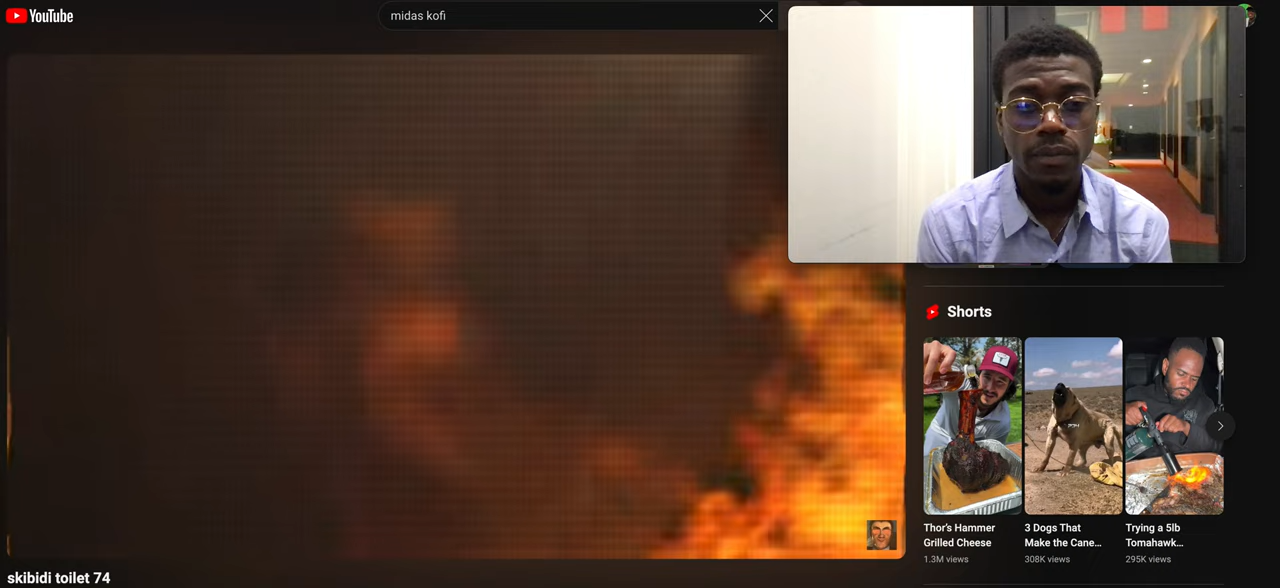 YouTube
midas kofi
Shorts
Thor's Hammer
Grilled Cheese
1.3M views
3 Dogs That
Make the Cane...
308K views
Trying a 5lb
Tomahawk...
295K views
skibidi toilet 74